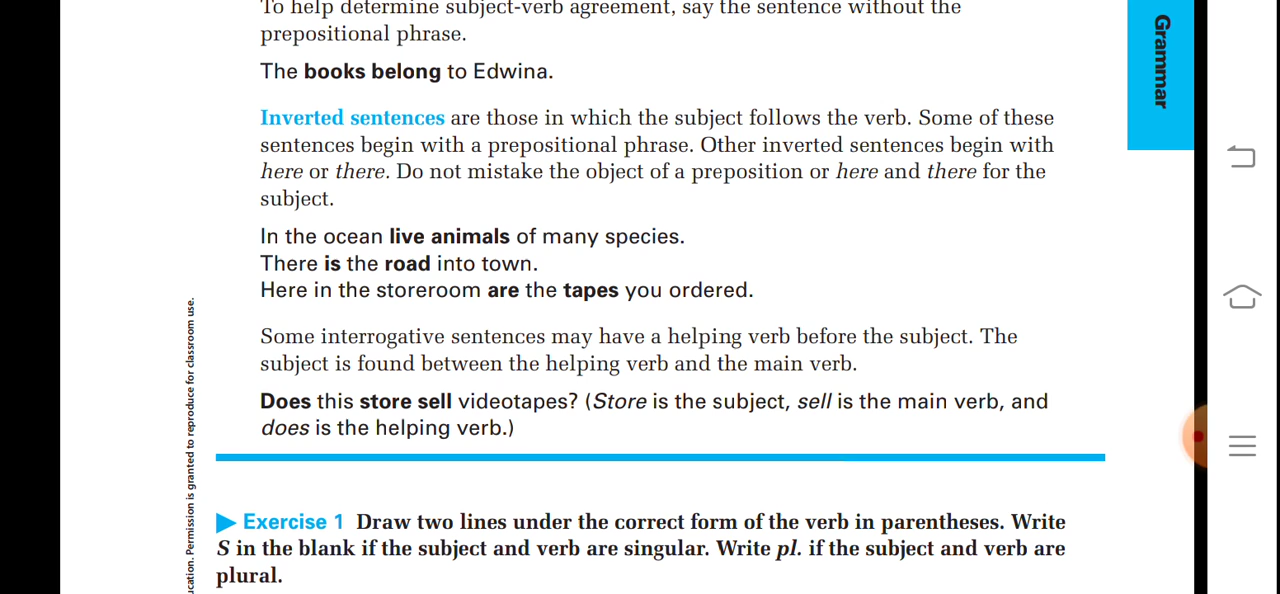 To help determine subject-verb agreement, say the sentence without the
prepositional phrase.
The books belong to Edwina.
Inverted sentences are those in which the subject follows the verb. Some of these
sentences begin with a prepositional phrase. Other inverted sentences begin with
here or there. Do not mistake the object of a preposition or here and there for the
subject.
In the ocean live animals of many species.
There is the road into town.
Here in the storeroom are the tapes you ordered.
Some interrogative sentences may have a helping verb before the subject. The
subject is found between the helping verb and the main verb.
Does this store sell videotapes? (Store is the subject, sell is the main verb, and
does is the helping verb.)
Exercise 1 Draw two lines under the correct form of the verb in parentheses. Write
S in the blank if the subject and verb are singular. Write pl. if the subject and verb are
plural.
Grammar
ucation. Permission is granted to reproduce for classroom use.